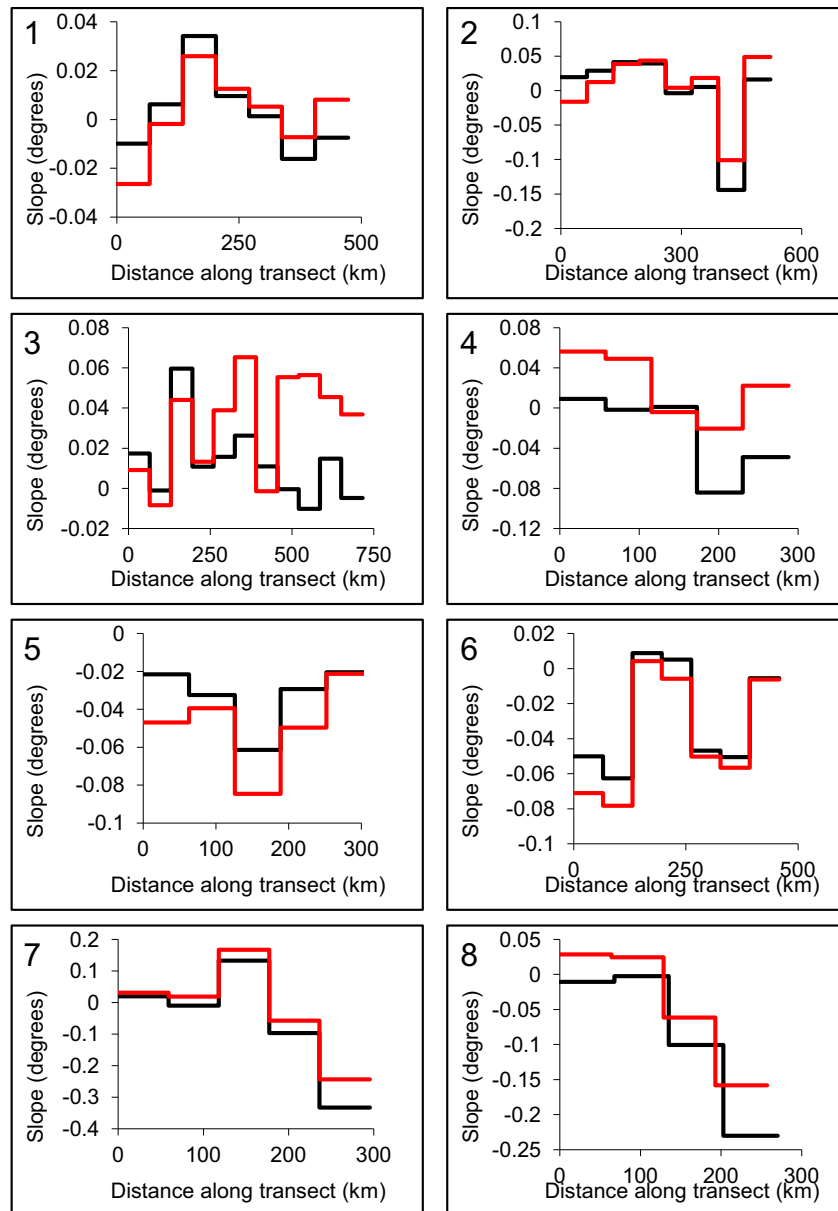 1
Slope (degrees)
0.04
0.02
0
-0.02
-0.04
0 250 500
Distance along transect (km)
2
Slope (degrees)
0.1
0.05
0
-0.05
-0.1
-0.15
-0.2
0 300 600
Distance along transect (km)
3
Slope (degrees)
0.08
0.06
0.04
0.02
0
-0.02
0 250 500 750
Distance along transect (km)
4
Slope (degrees)
0.08
0.04
0
-0.04
-0.08
-0.12
0 100 200 300
Distance along transect (km)
5
Slope (degrees)
0
-0.02
-0.04
-0.06
-0.08
-0.1
0 100 200 300
Distance along transect (km)
6
Slope (degrees)
0.02
0
-0.02
-0.04
-0.06
-0.08
-0.1
0 250 500
Distance along transect (km)
7
Slope (degrees)
0.2
0.1
0
-0.1
-0.2
-0.3
-0.4
0 100 200 300
Distance along transect (km)
8
Slope (degrees)
0.05
0
-0.05
-0.1
-0.15
-0.2
-0.25
0 100 200 300
Distance along transect (km)